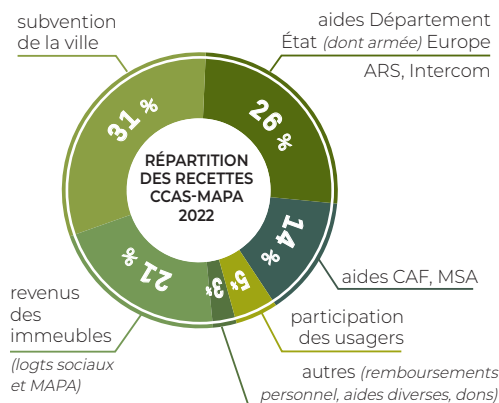 subvention
de la ville
aides Département
État (dont armée) Europe
ARS, Intercom
31 %
26 %
RÉPARTITION
DES RECETTES
CCAS-MAPA
2022
14 %
21 %
3%
5%
aides CAF, MSA
revenus
des
immeubles
(logts sociaux
et MAPA)
participation
des usagers
autres (remboursements
personnel, aides diverses, dons)